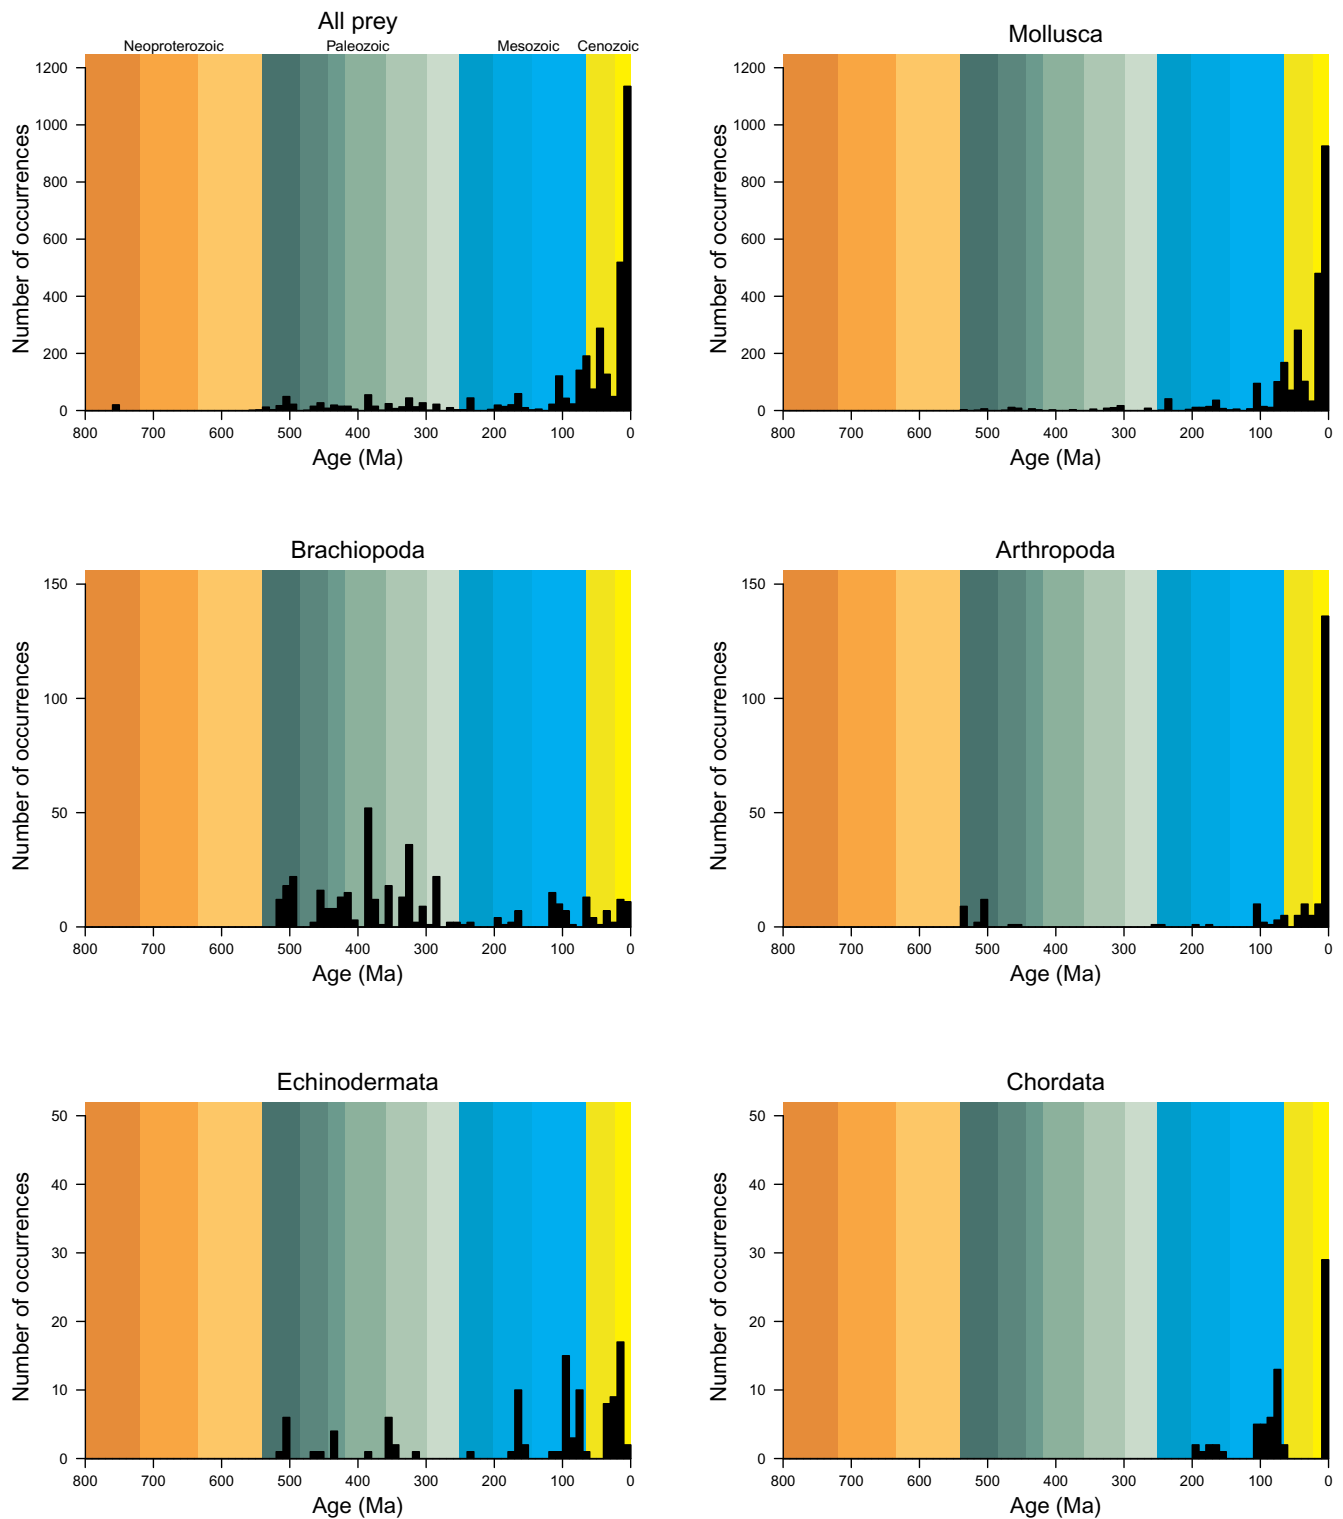 All prey
Neoproterozoic Paleozoic Mesozoic Cenozoic
Number of occurrences
1200
1000
800
600
400
200
0
800 700 600 500 400 300 200 100 0
Age (Ma)
Mollusca
Number of occurrences
1200
1000
800
600
400
200
0
800 700 600 500 400 300 200 100 0
Age (Ma)
Brachiopoda
Number of occurrences
150
100
50
0
800 700 600 500 400 300 200 100 0
Age (Ma)
Arthropoda
Number of occurrences
150
100
50
0
800 700 600 500 400 300 200 100 0
Age (Ma)
Echinodermata
Number of occurrences
50
40
30
20
10
0
800 700 600 500 400 300 200 100 0
Age (Ma)
Chordata
Number of occurrences
50
40
30
20
10
0
800 700 600 500 400 300 200 100 0
Age (Ma)